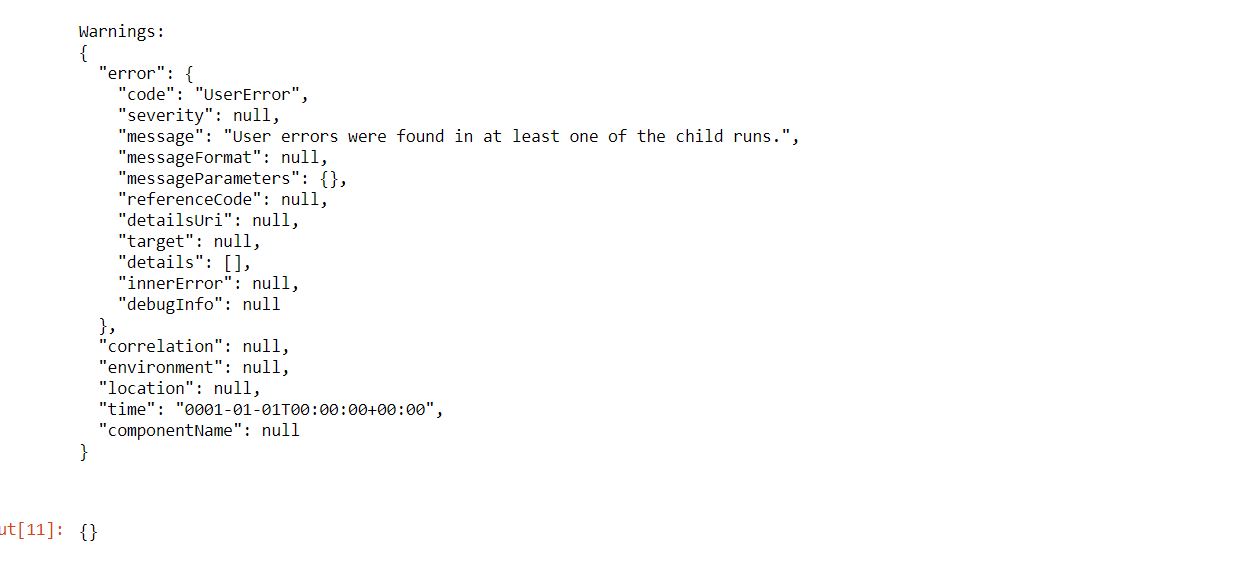 Warnings:
{
  "error": {
    "code": "UserError",
    "severity": null,
    "message": "User errors were found in at least one of the child runs.",
    "messageFormat": null,
    "messageParameters": {},
    "referenceCode": null,
    "detailsUri": null,
    "target": null,
    "details": [],
    "innerError": null,
    "debugInfo": null
  },
  "correlation": null,
  "environment": null,
  "location": null,
  "time": "0001-01-01T00:00:00+00:00",
  "componentName": null
}
ut[11]: {}